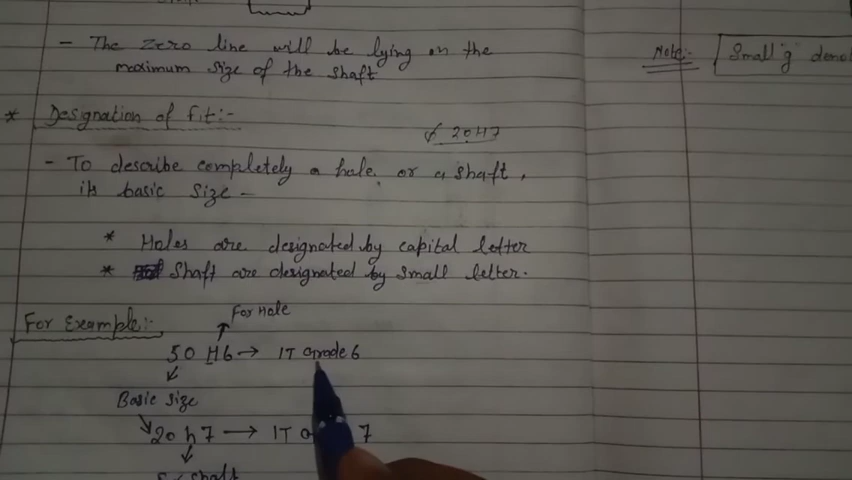 - The Zero line will be lying on the
maximum size of the shaft
Note:- Small "g" deno
* Designation of fit:-
20H7
- To describe completely a hole or a shaft,
its basic size -
* Holes are designated by capital letter
* Shaft are designated by small letter.
For Example:-
For Hole
50 H6 → IT Grade 6
Basic size
20 h7 → IT 7
shaft